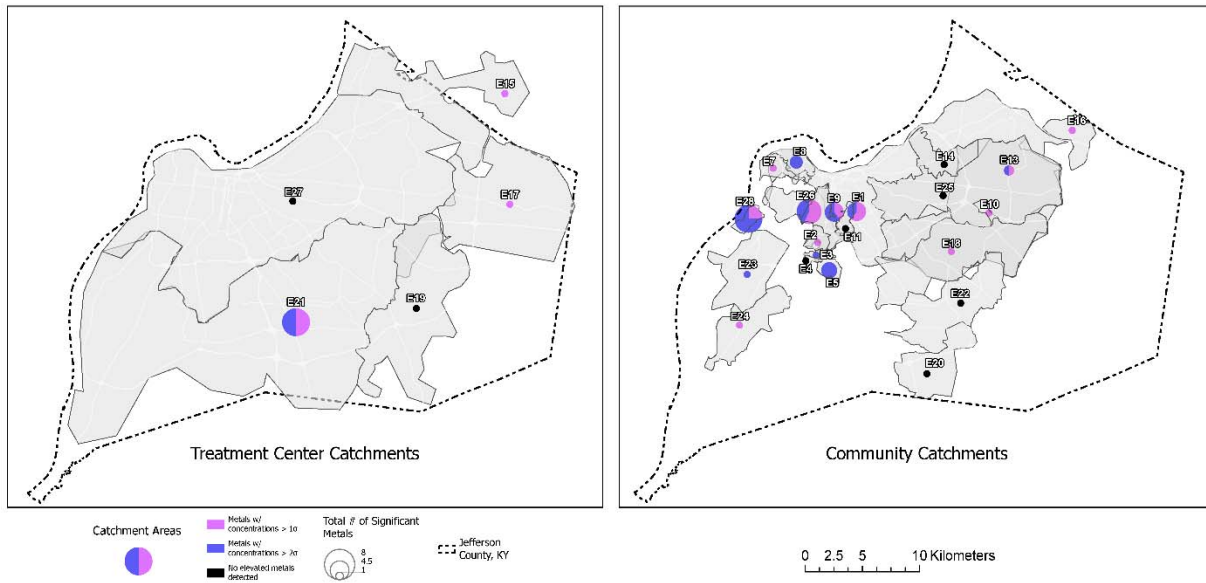 E15
E17
E27
E19
E21
Treatment Center Catchments
E16
E8
E7
E14
E13
E25
E28
E26
E9
E1
E10
E2
E11
E18
E4
E3
E5
E23
E22
E24
E20
Community Catchments
Catchment Areas
Metals w/
concentrations > 1σ
Metals w/
concentrations > 2σ
No elevated metals
detected
Total # of Significant
Metals
8
4.5
1
Jefferson
County, KY
0 2.5 5 10 Kilometers